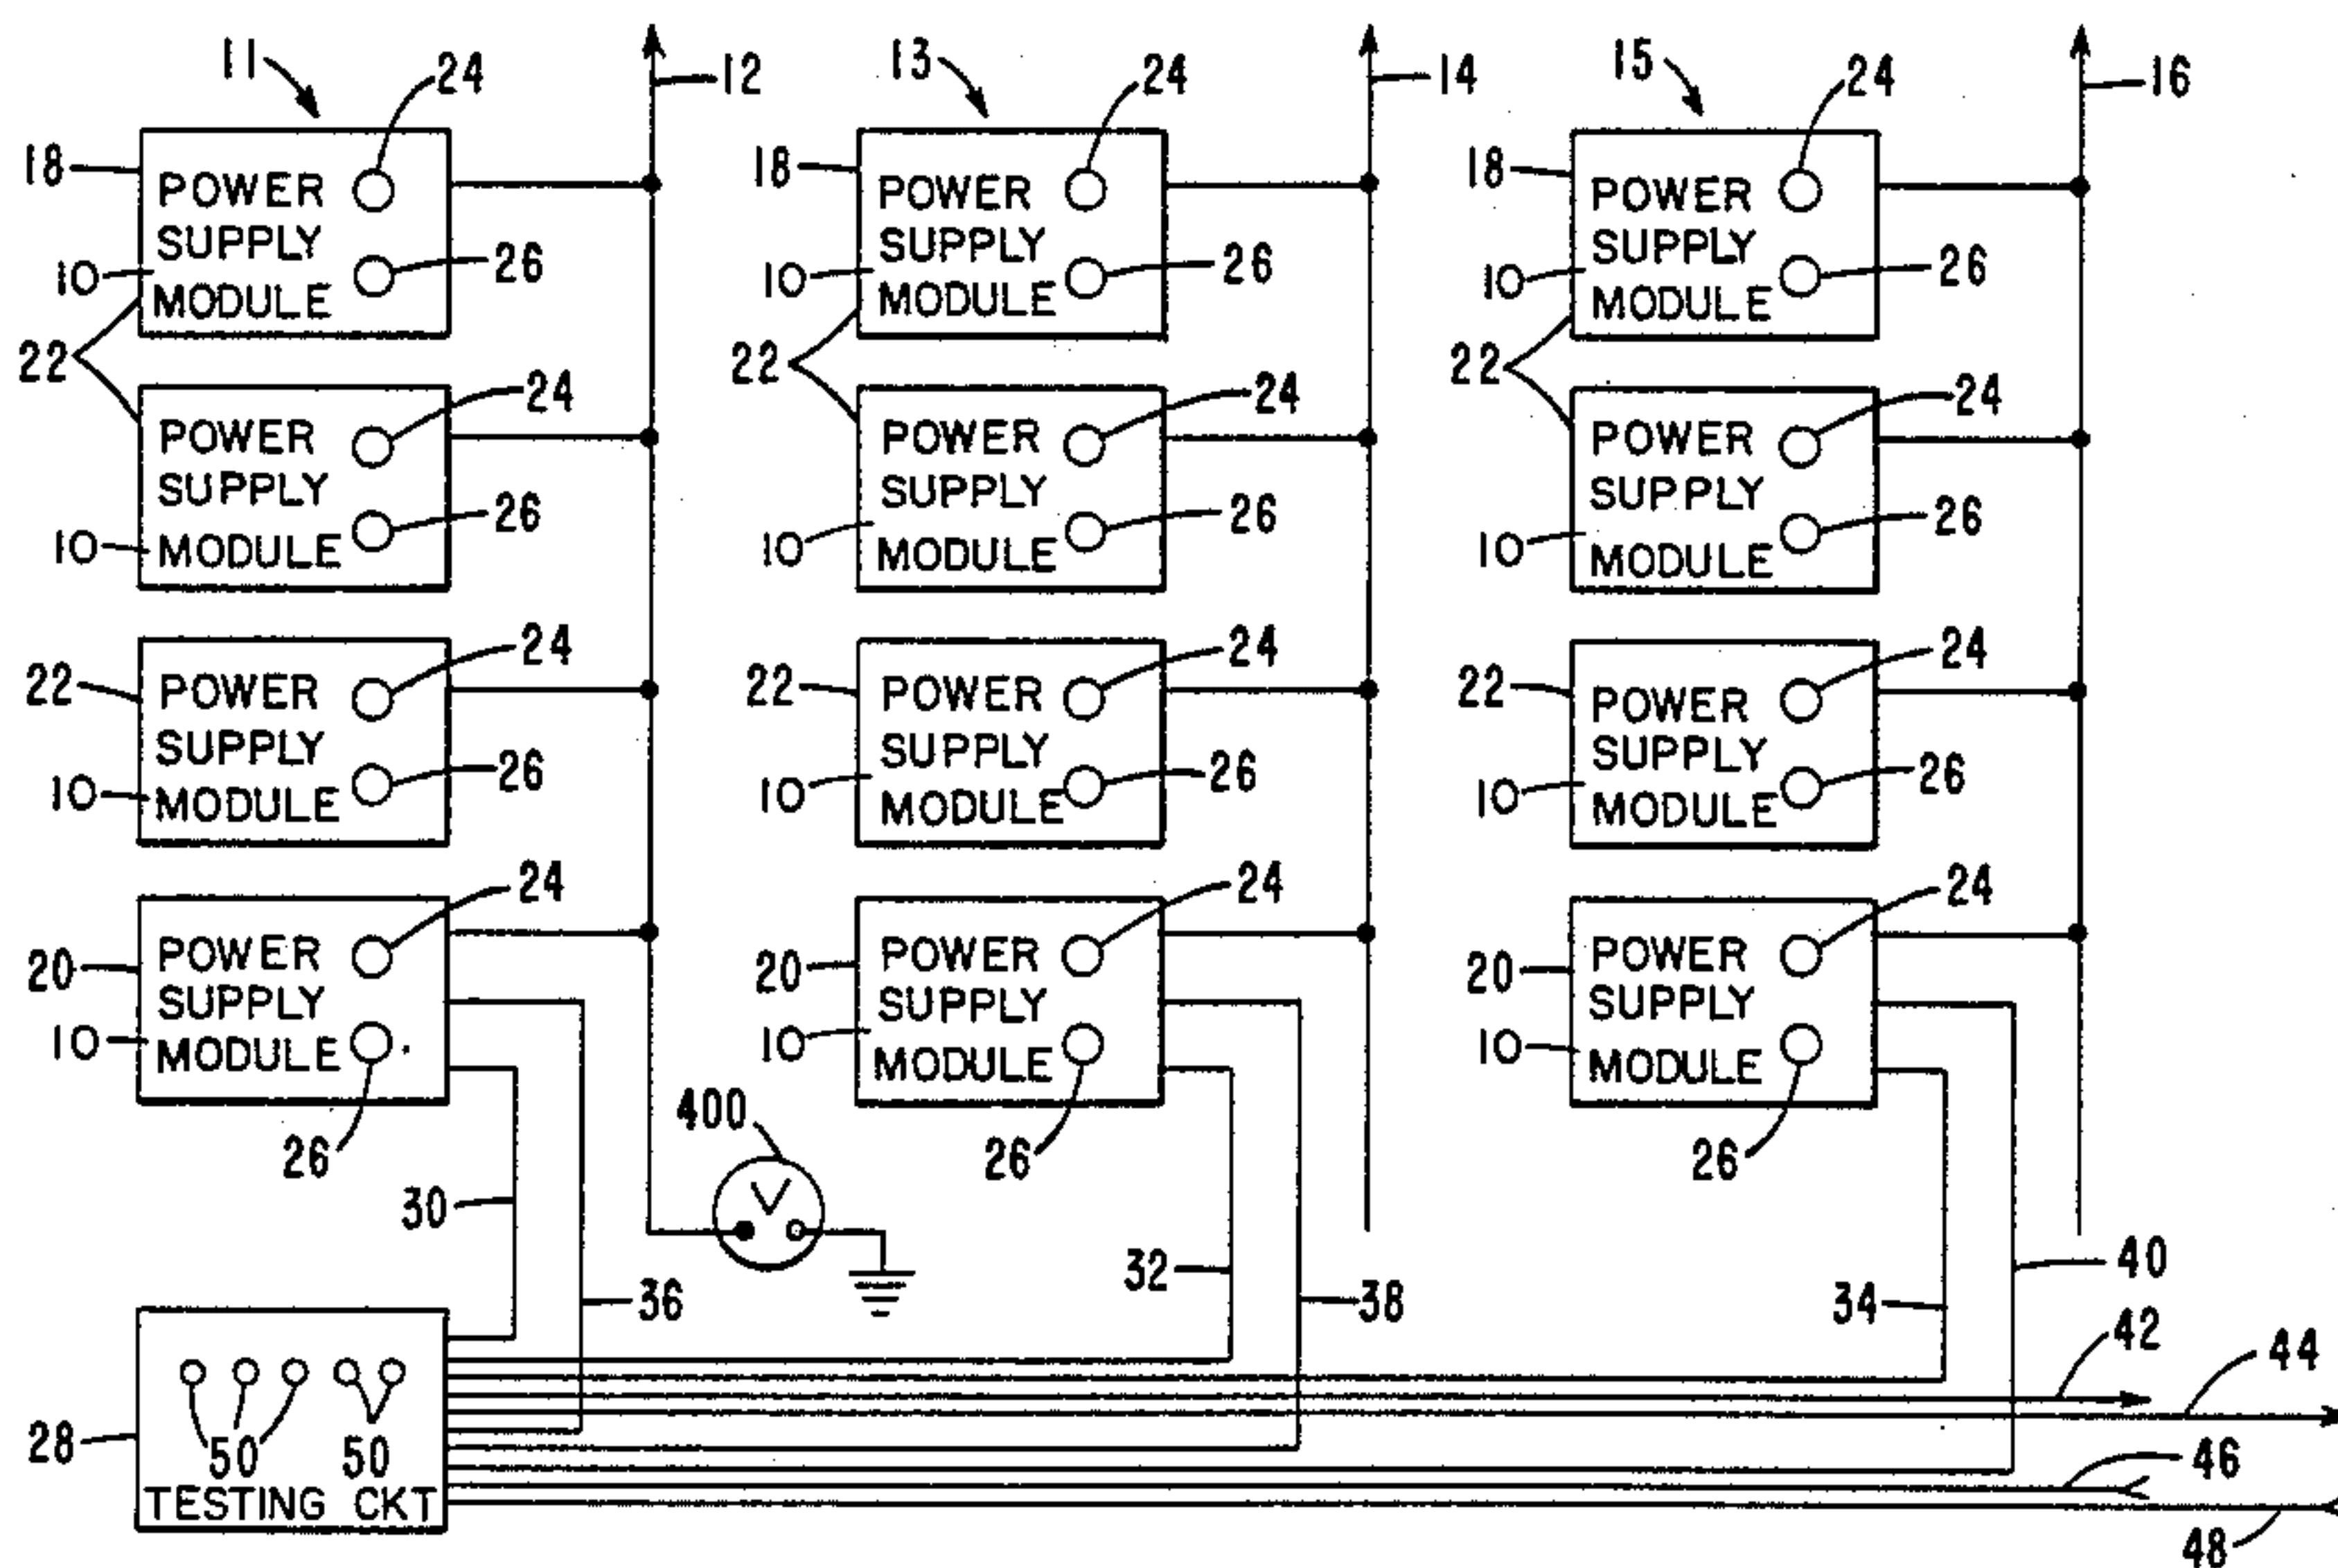 11 24 12 13 24 14 15 24 16
18 POWER SUPPLY 10 MODULE 26
18 POWER SUPPLY 10 MODULE 26
18 POWER SUPPLY 10 MODULE 26
22 22 22
24 POWER SUPPLY 10 MODULE 26
24 POWER SUPPLY 10 MODULE 26
24 POWER SUPPLY 10 MODULE 26
22 24 POWER SUPPLY 10 MODULE 26
22 24 POWER SUPPLY 10 MODULE 26
22 24 POWER SUPPLY 10 MODULE 26
20 24 POWER SUPPLY 10 MODULE 26
20 24 POWER SUPPLY 10 MODULE 26
20 24 POWER SUPPLY 10 MODULE 26
400
V
30 36 32 38 34 40
42 44
28 50 50
TESTING CKT
46
48